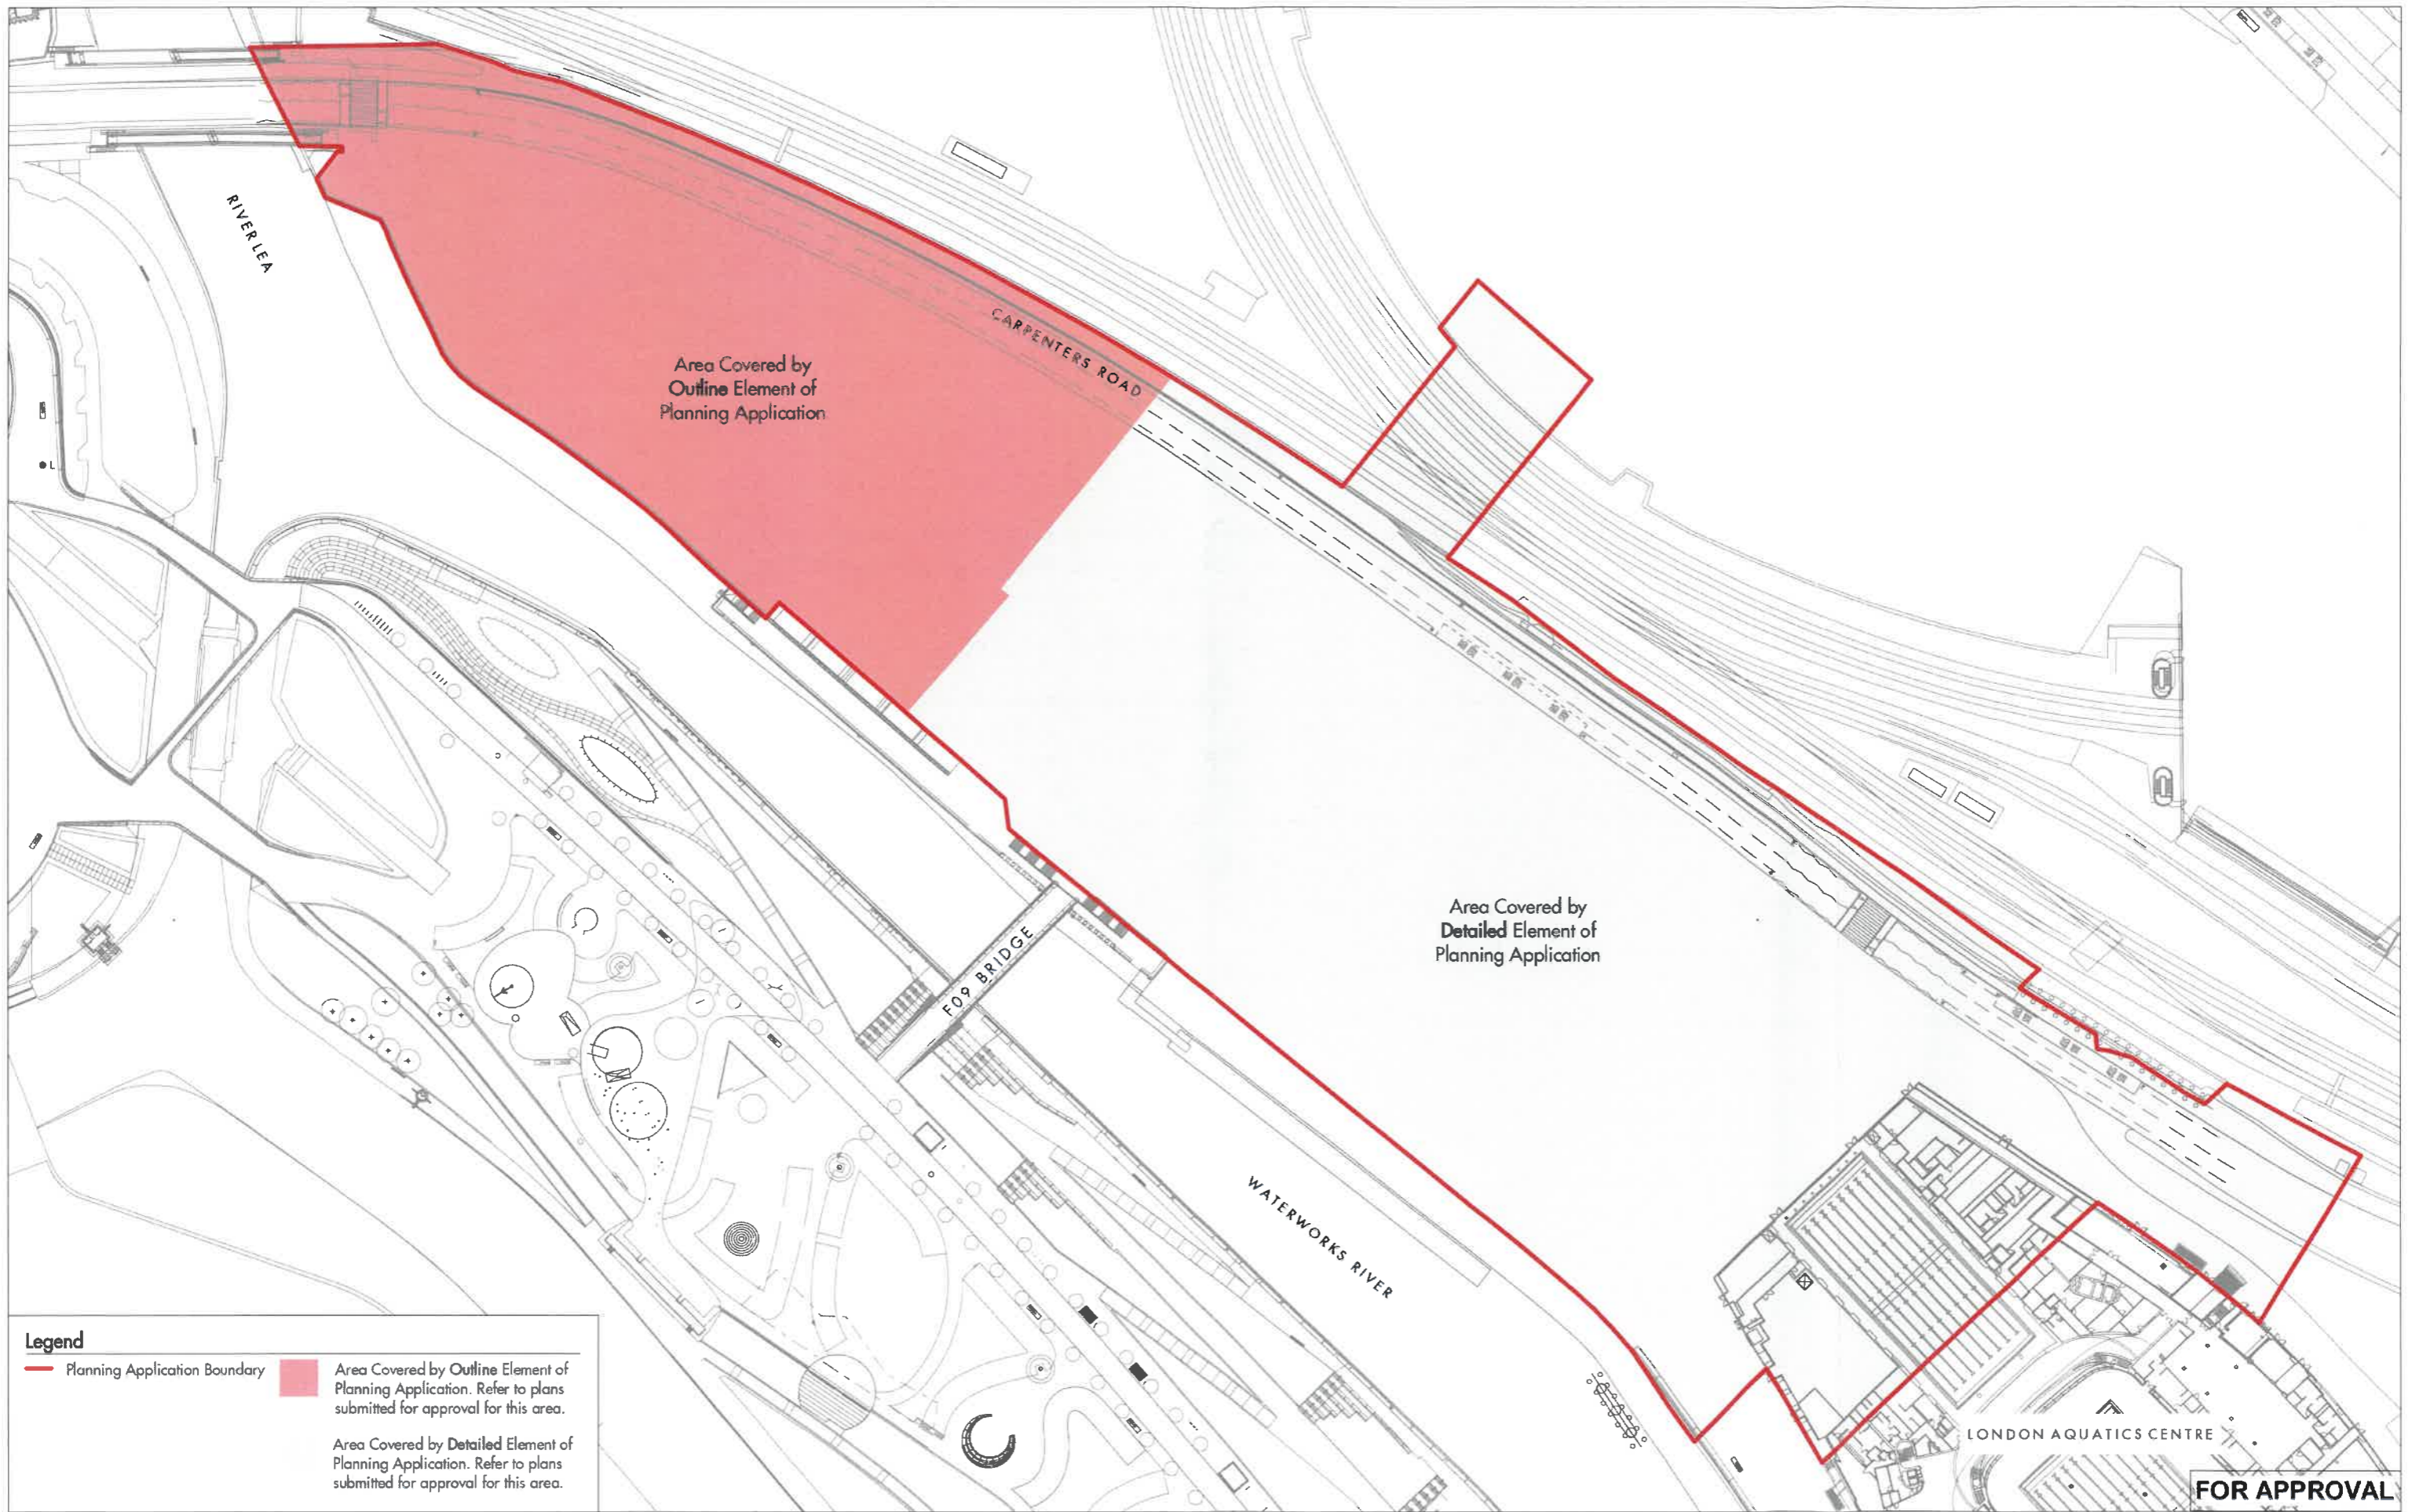 RIVER LEA
CARPENTERS ROAD
Area Covered by
Outline Element of
Planning Application
L
Area Covered by
Detailed Element of
Planning Application
F09 BRIDGE
WATERWORKS RIVER
LONDON AQUATICS CENTRE
Legend
Planning Application Boundary
Area Covered by Outline Element of
Planning Application. Refer to plans
submitted for approval for this area.
Area Covered by Detailed Element of
Planning Application. Refer to plans
submitted for approval for this area.
FOR APPROVAL